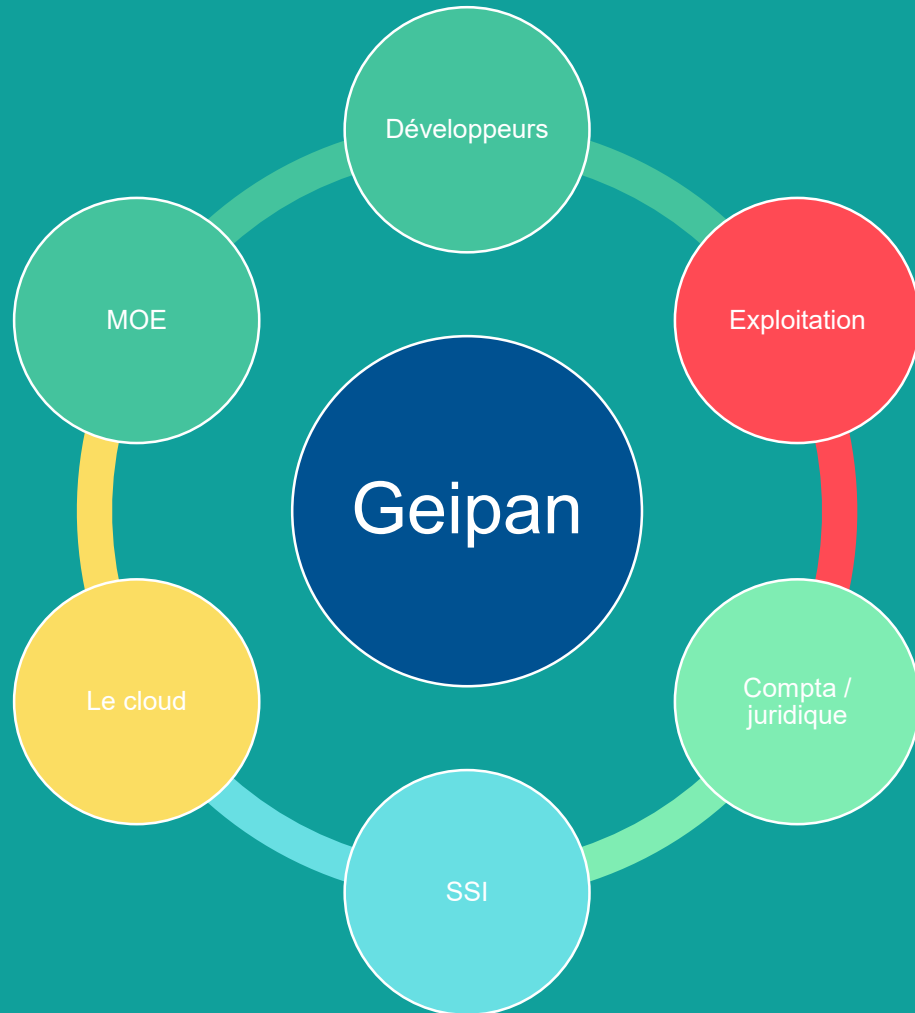 Développeurs
MOE
Exploitation
Geipan
Le cloud
Compta /
juridique
SSI